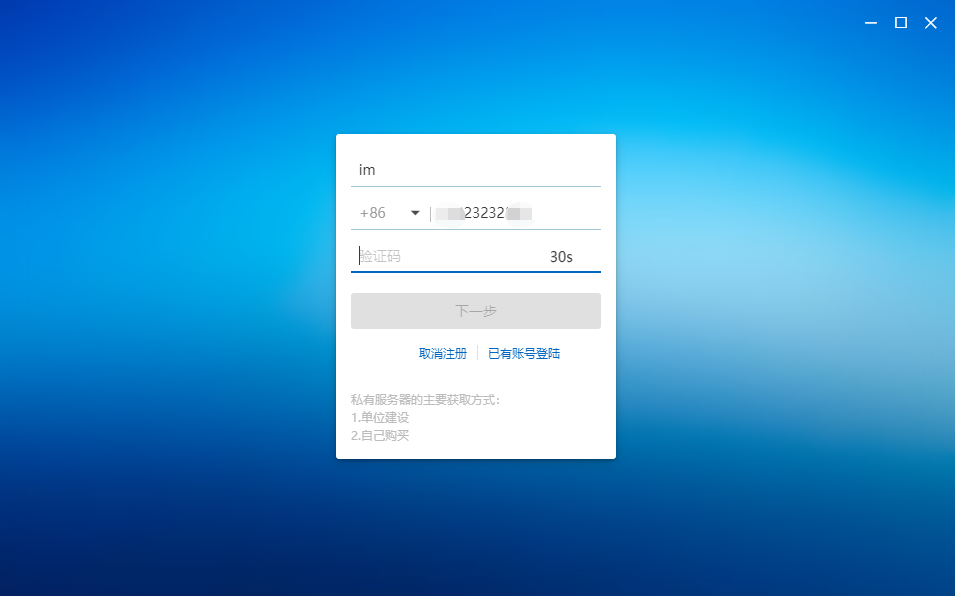 im
+86 23232
验证码 30s
下一步
取消注册 已有账号登陆
私有服务器的主要获取方式：
1.单位建设
2.自己购买